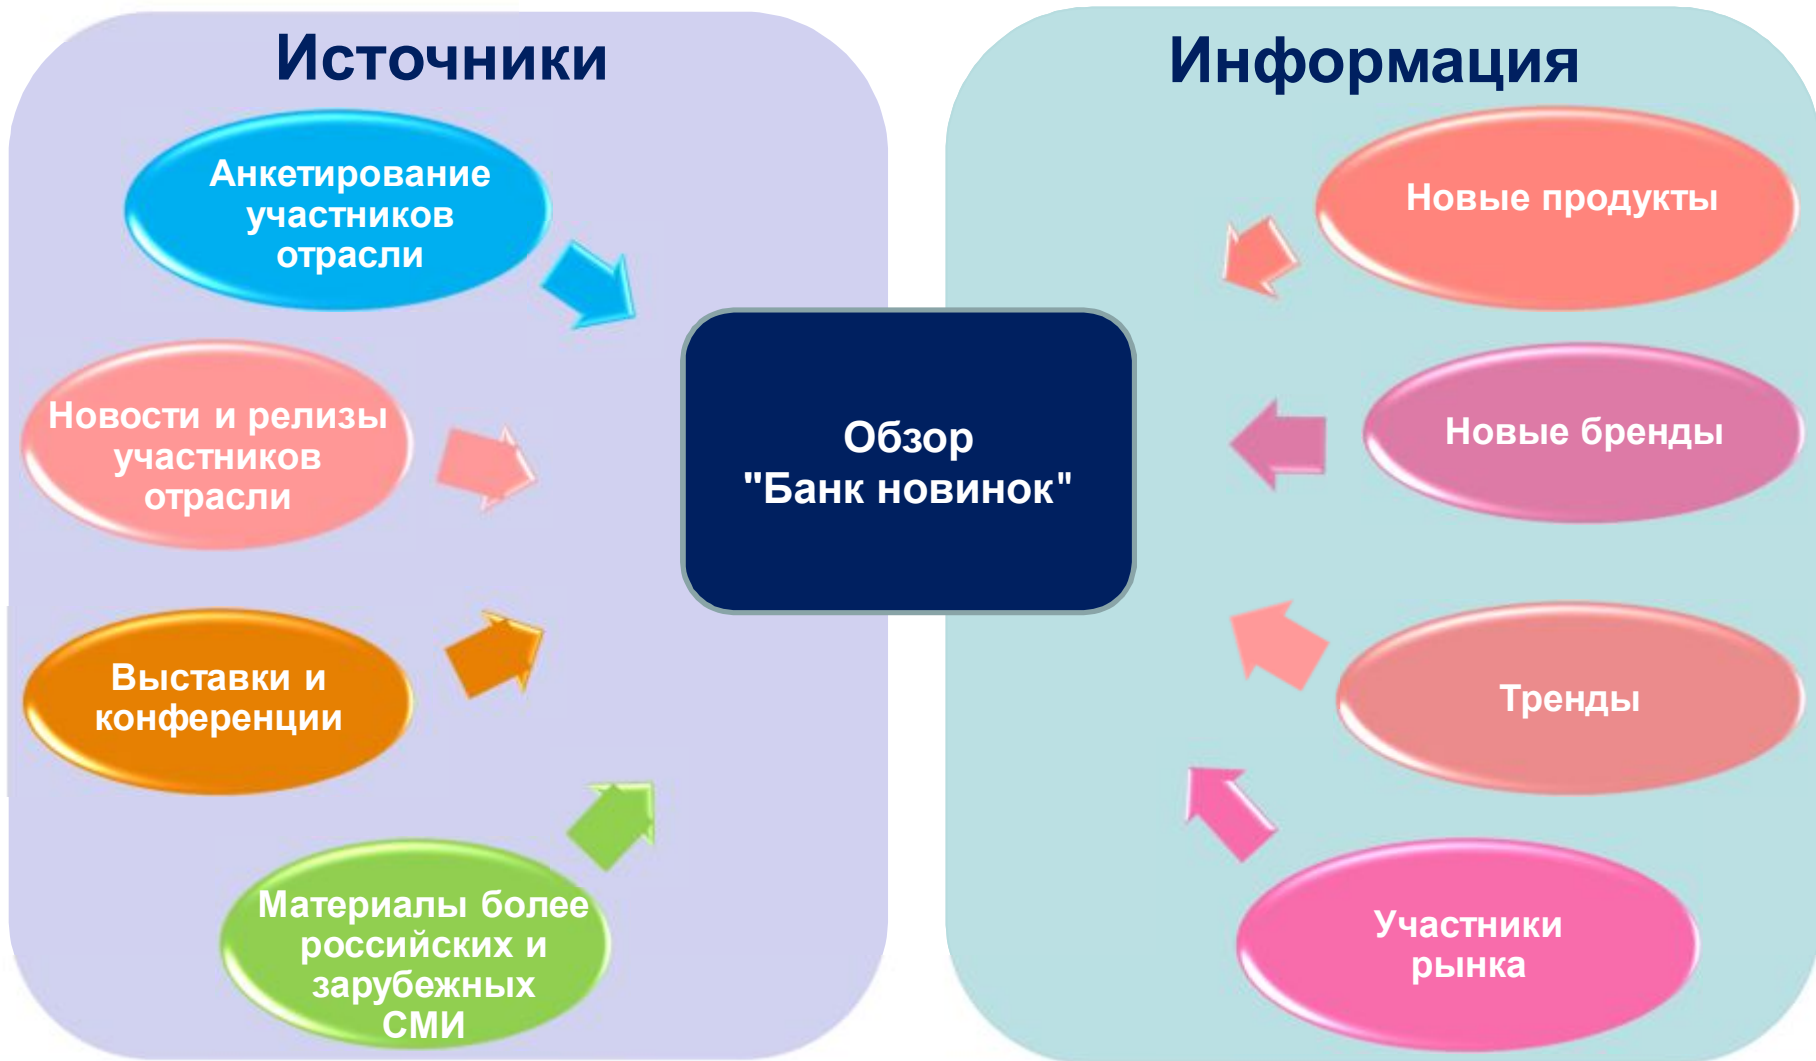 Источники
Анкетирование
участников
отрасли
Новости и релизы
участников
отрасли
Выставки и
конференции
Материалы более
российских и
зарубежных
СМИ
Обзор
"Банк новинок"
Информация
Новые продукты
Новые бренды
Тренды
Участники
рынка